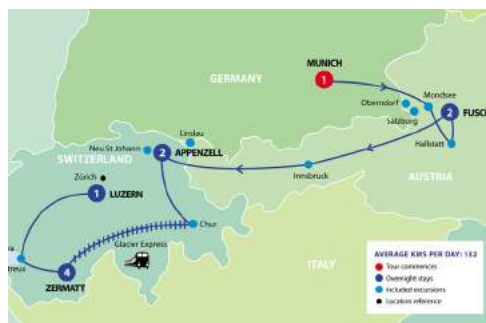 GERMANY
MUNICH
1
Mondsee
Oberndorf
Salzburg
2
FUSC
Hallstatt
Lindau
Neu St Johann
2
APPENZELL
SWITZERLAND
Innsbruck
AUSTRIA
Zürich
1
LUZERN
Chur
Glacier Express
treux
4
ZERMATT
ITALY
AVERAGE KMS PER DAY: 132
Tour commences
Overnight stays
Included excursions
Location reference